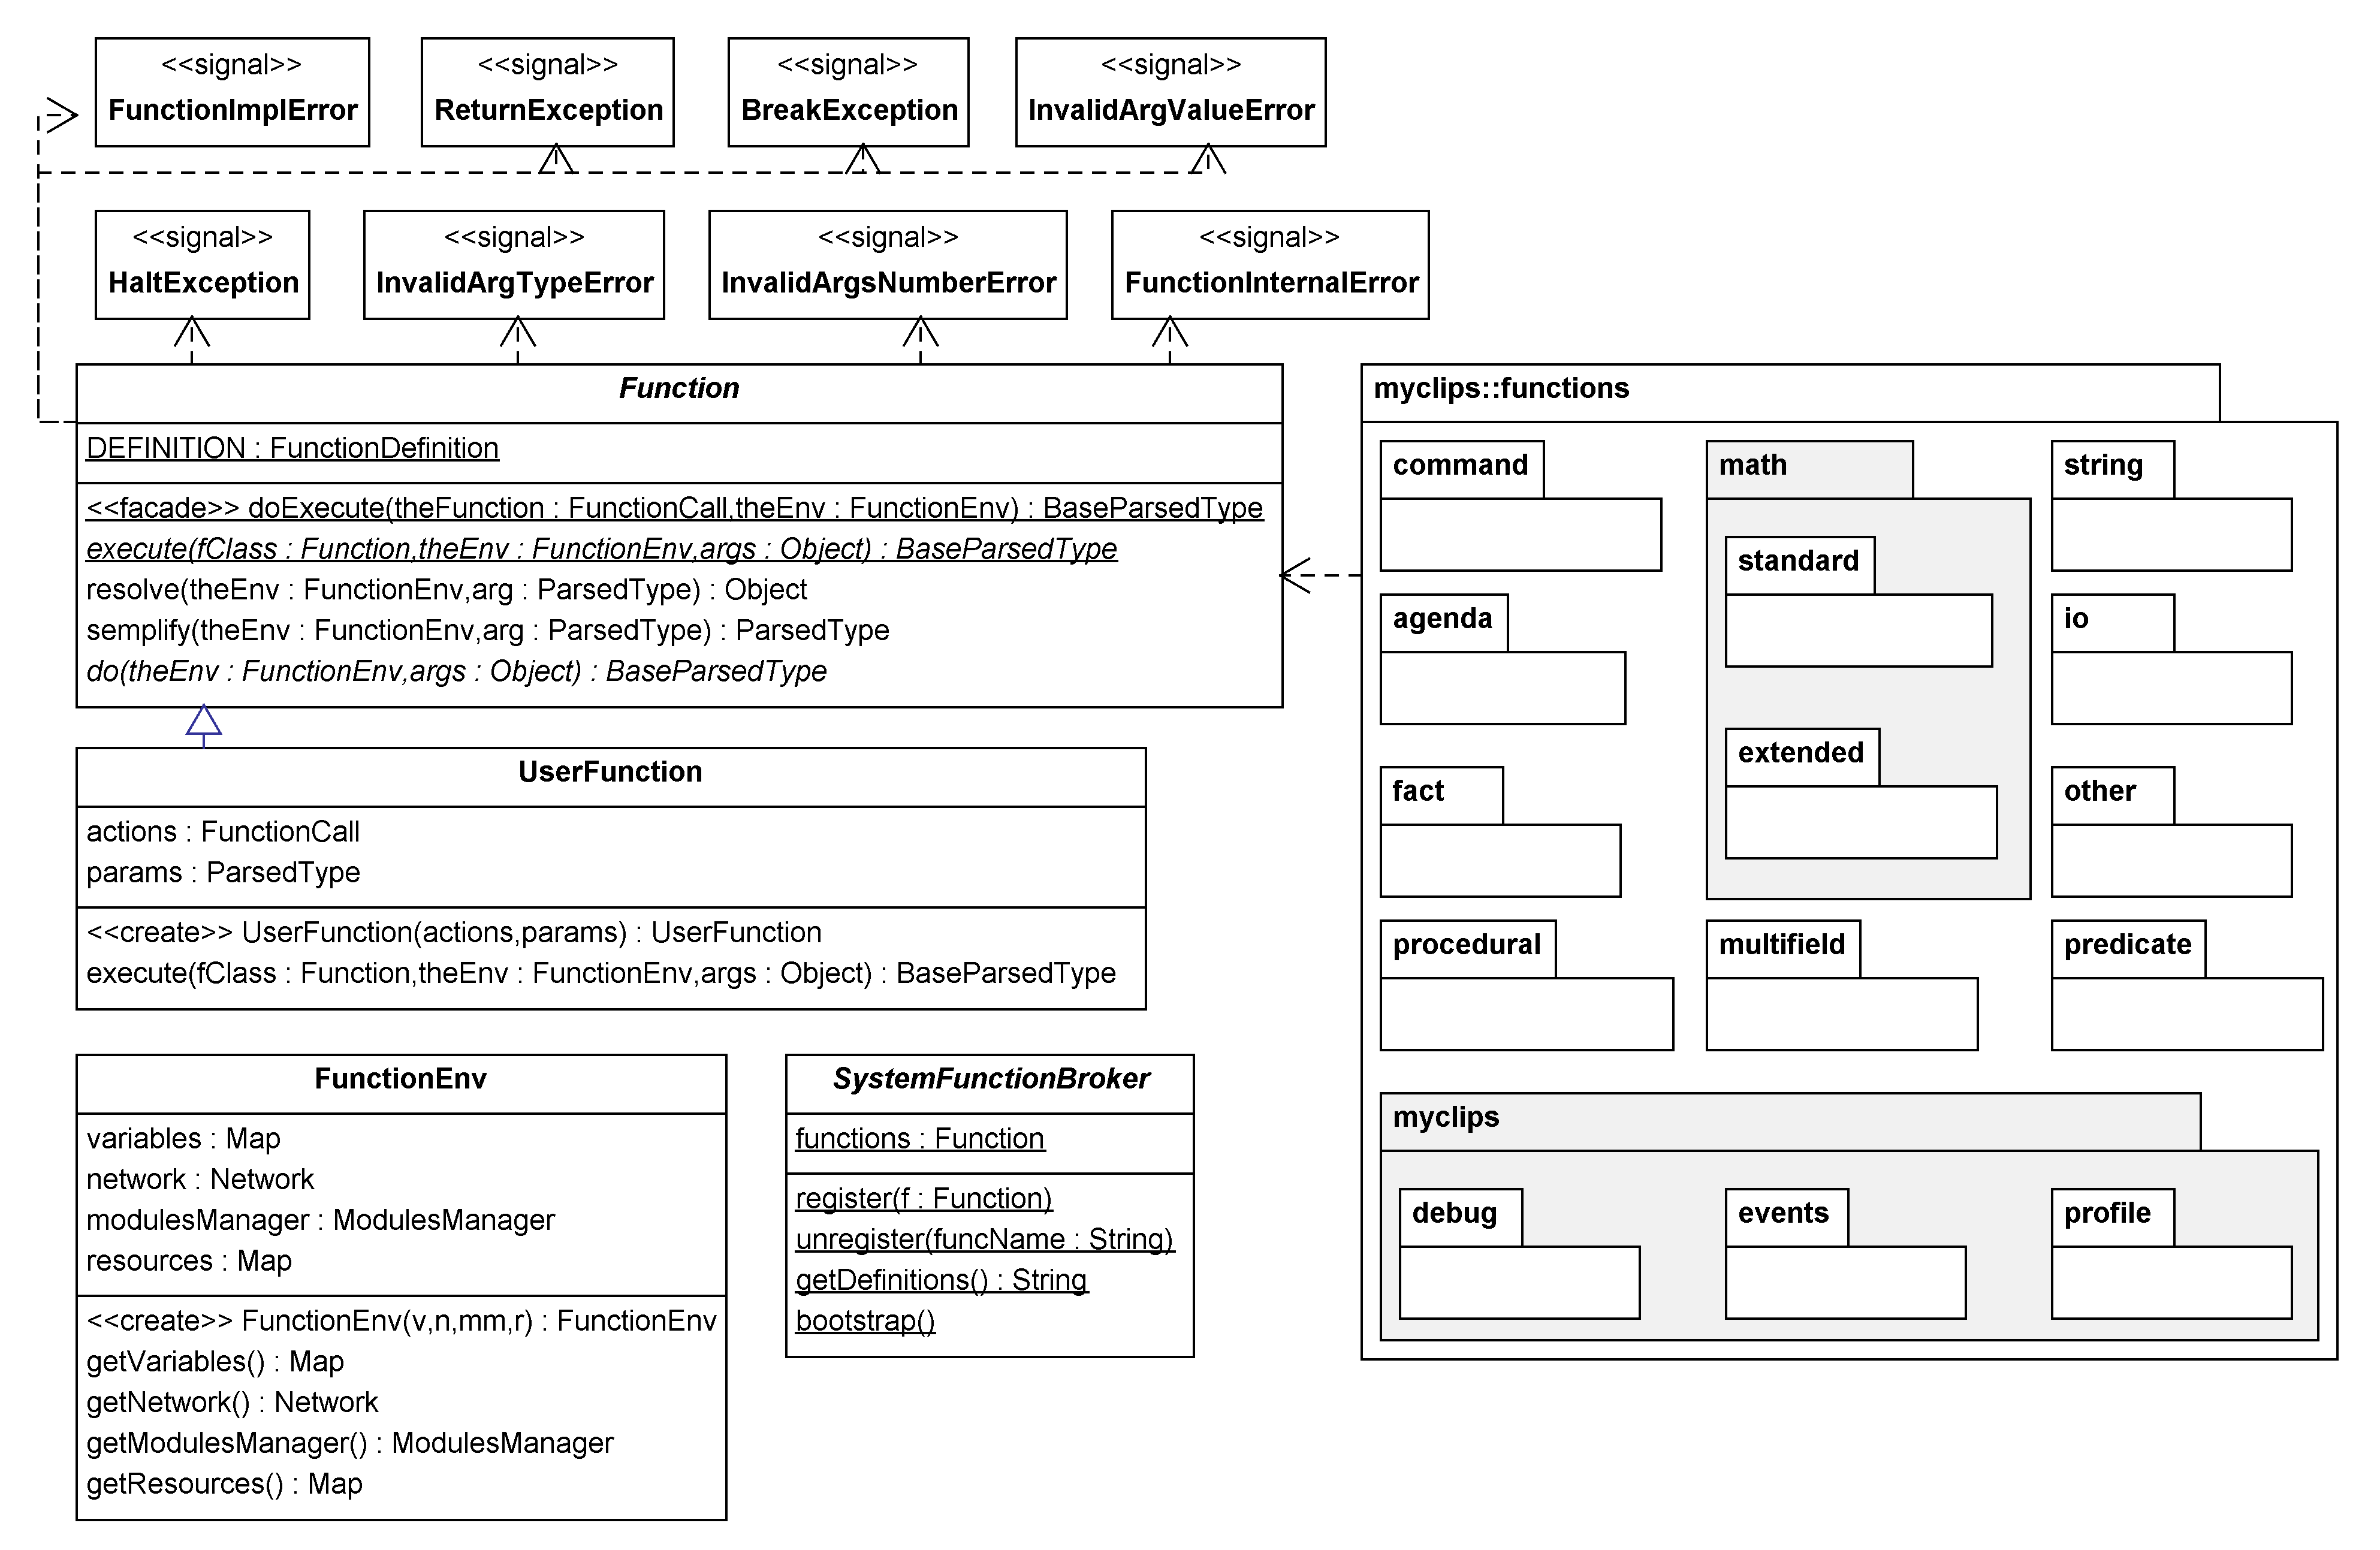 <<signal>>
FunctionImplError
<<signal>>
ReturnException
<<signal>>
BreakException
<<signal>>
InvalidArgValueError
<<signal>>
HaltException
<<signal>>
InvalidArgTypeError
<<signal>>
InvalidArgsNumberError
<<signal>>
FunctionInternalError
Function
DEFINITION : FunctionDefinition
<<facade>> doExecute(theFunction : FunctionCall,theEnv : FunctionEnv) : BaseParsedType
execute(fClass : Function,theEnv : FunctionEnv,args : Object) : BaseParsedType
resolve(theEnv : FunctionEnv,arg : ParsedType) : Object
semplify(theEnv : FunctionEnv,arg : ParsedType) : ParsedType
do(theEnv : FunctionEnv,args : Object) : BaseParsedType
UserFunction
actions : FunctionCall
params : ParsedType
<<create>> UserFunction(actions,params) : UserFunction
execute(fClass : Function,theEnv : FunctionEnv,args : Object) : BaseParsedType
FunctionEnv
variables : Map
network : Network
modulesManager : ModulesManager
resources : Map
<<create>> FunctionEnv(v,n,mm,r) : FunctionEnv
getVariables() : Map
getNetwork() : Network
getModulesManager() : ModulesManager
getResources() : Map
SystemFunctionBroker
functions : Function
register(f : Function)
unregister(funcName : String)
getDefinitions() : String
bootstrap()
myclips::functions
command
math
string
standard
agenda
io
extended
fact
other
procedural
multifield
predicate
myclips
debug
events
profile